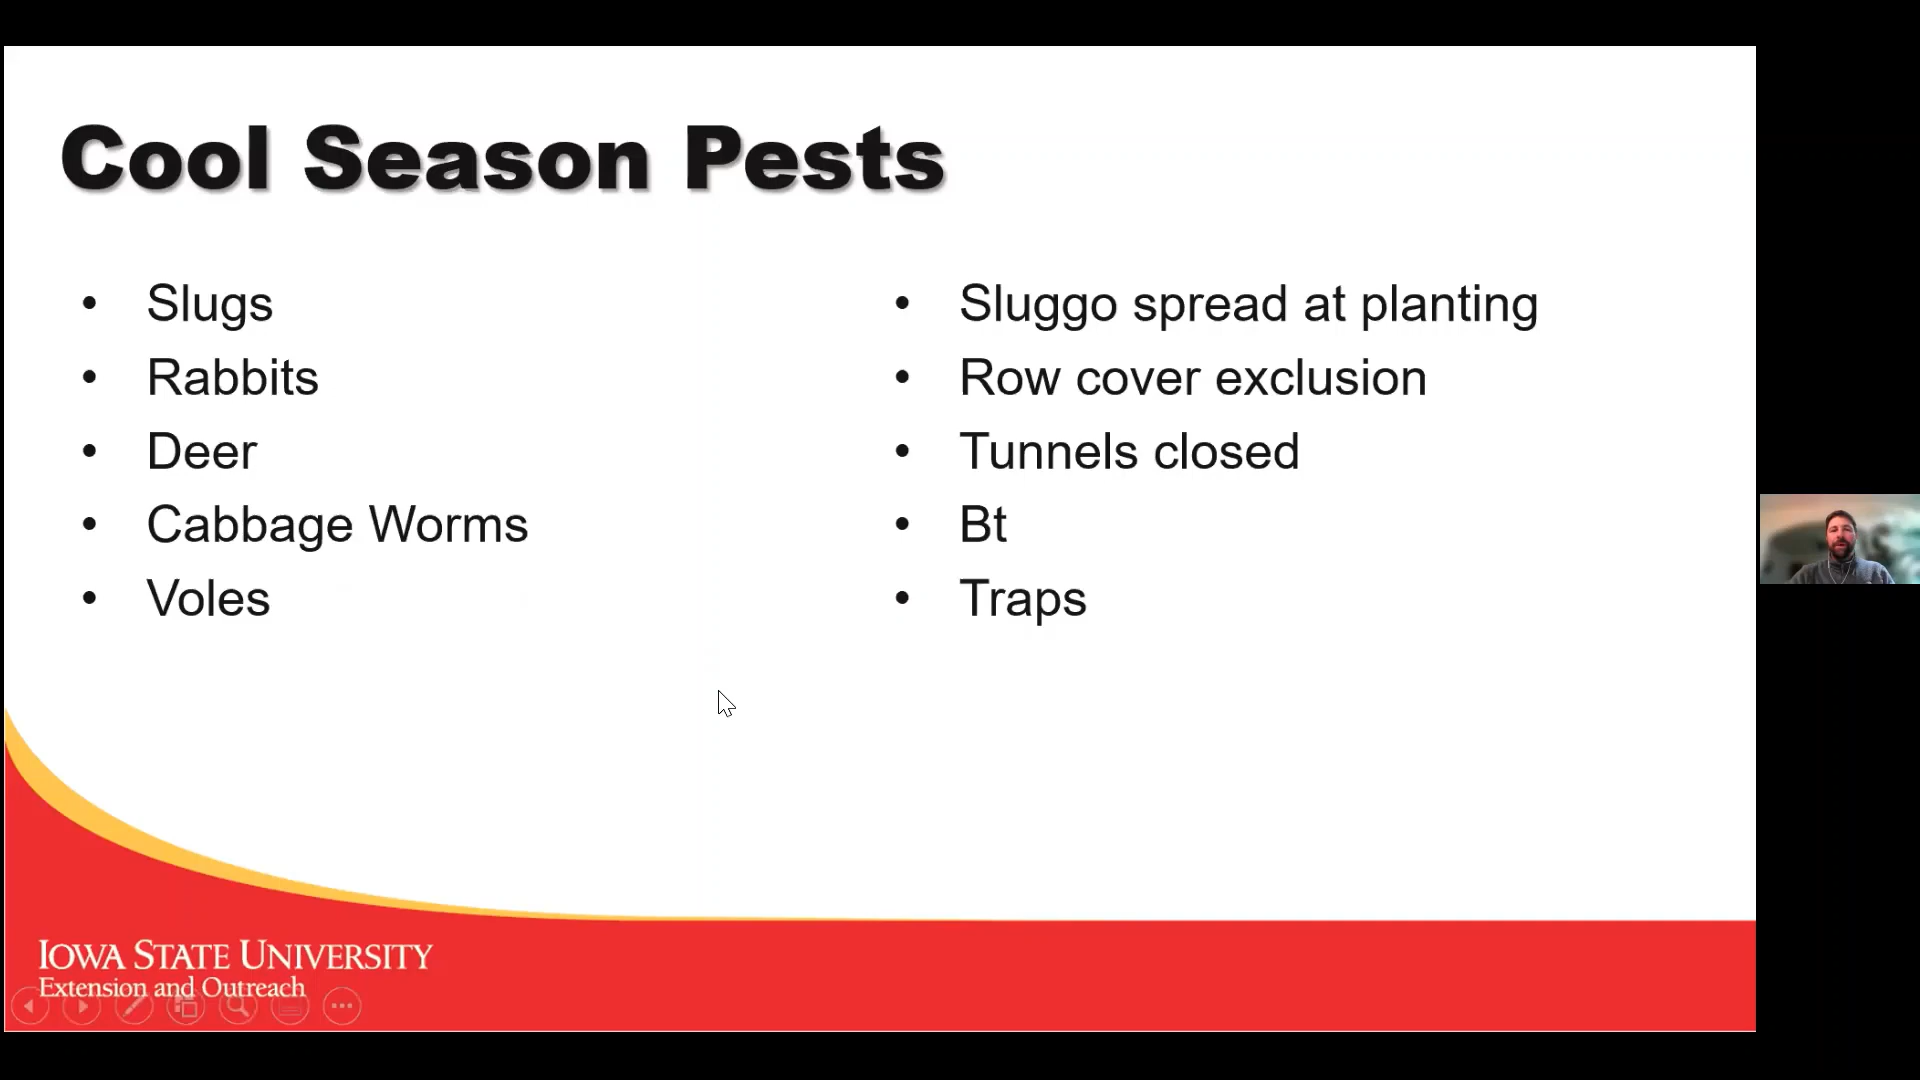 Cool Season Pests
• Slugs
• Rabbits
• Deer
• Cabbage Worms
• Voles
• Sluggo spread at planting
• Row cover exclusion
• Tunnels closed
• Bt
• Traps
IOWA STATE UNIVERSITY
Extension and Outreach